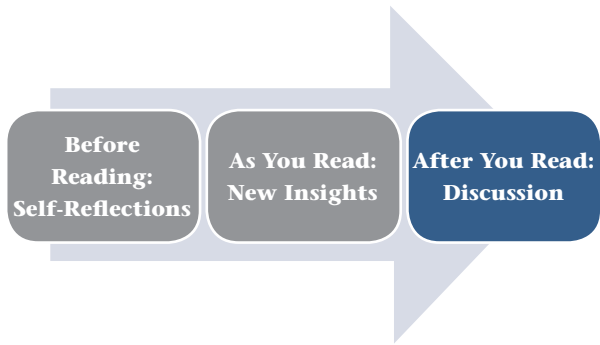 Before
Reading:
Self-Reflections
As You Read:
New Insights
After You Read:
Discussion